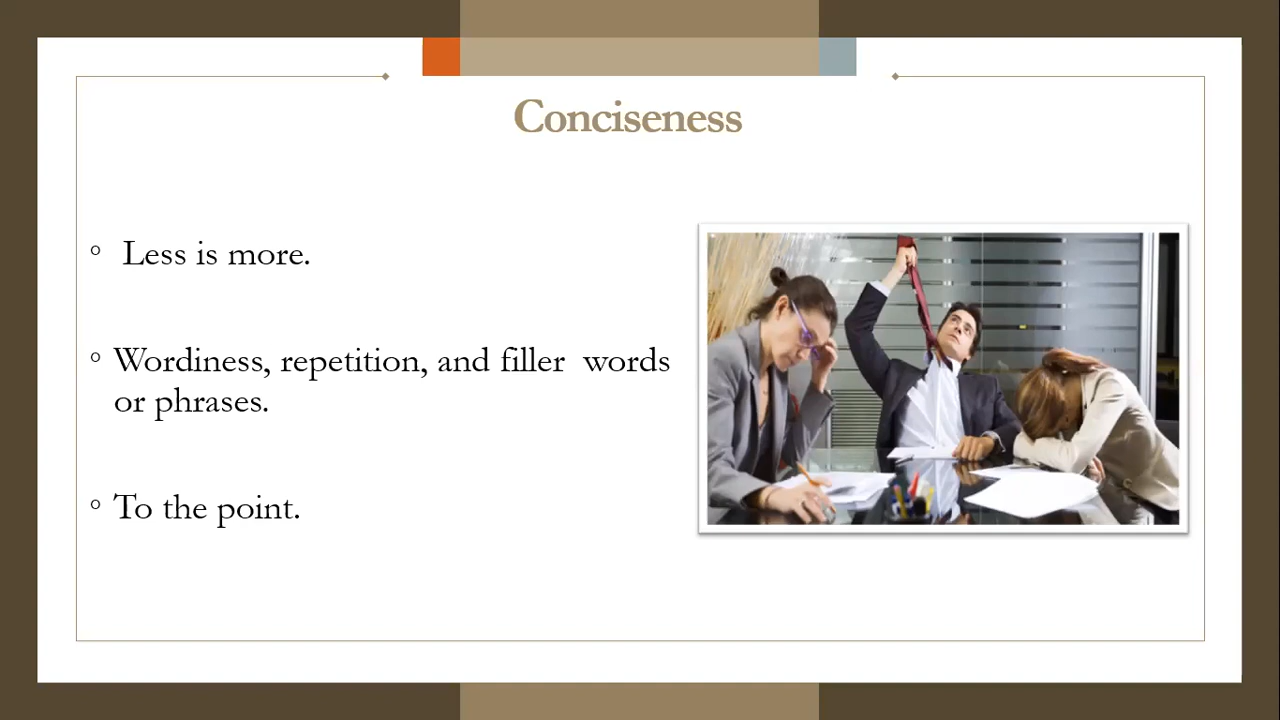 Conciseness
Less is more.
Wordiness, repetition, and filler words
or phrases.
To the point.